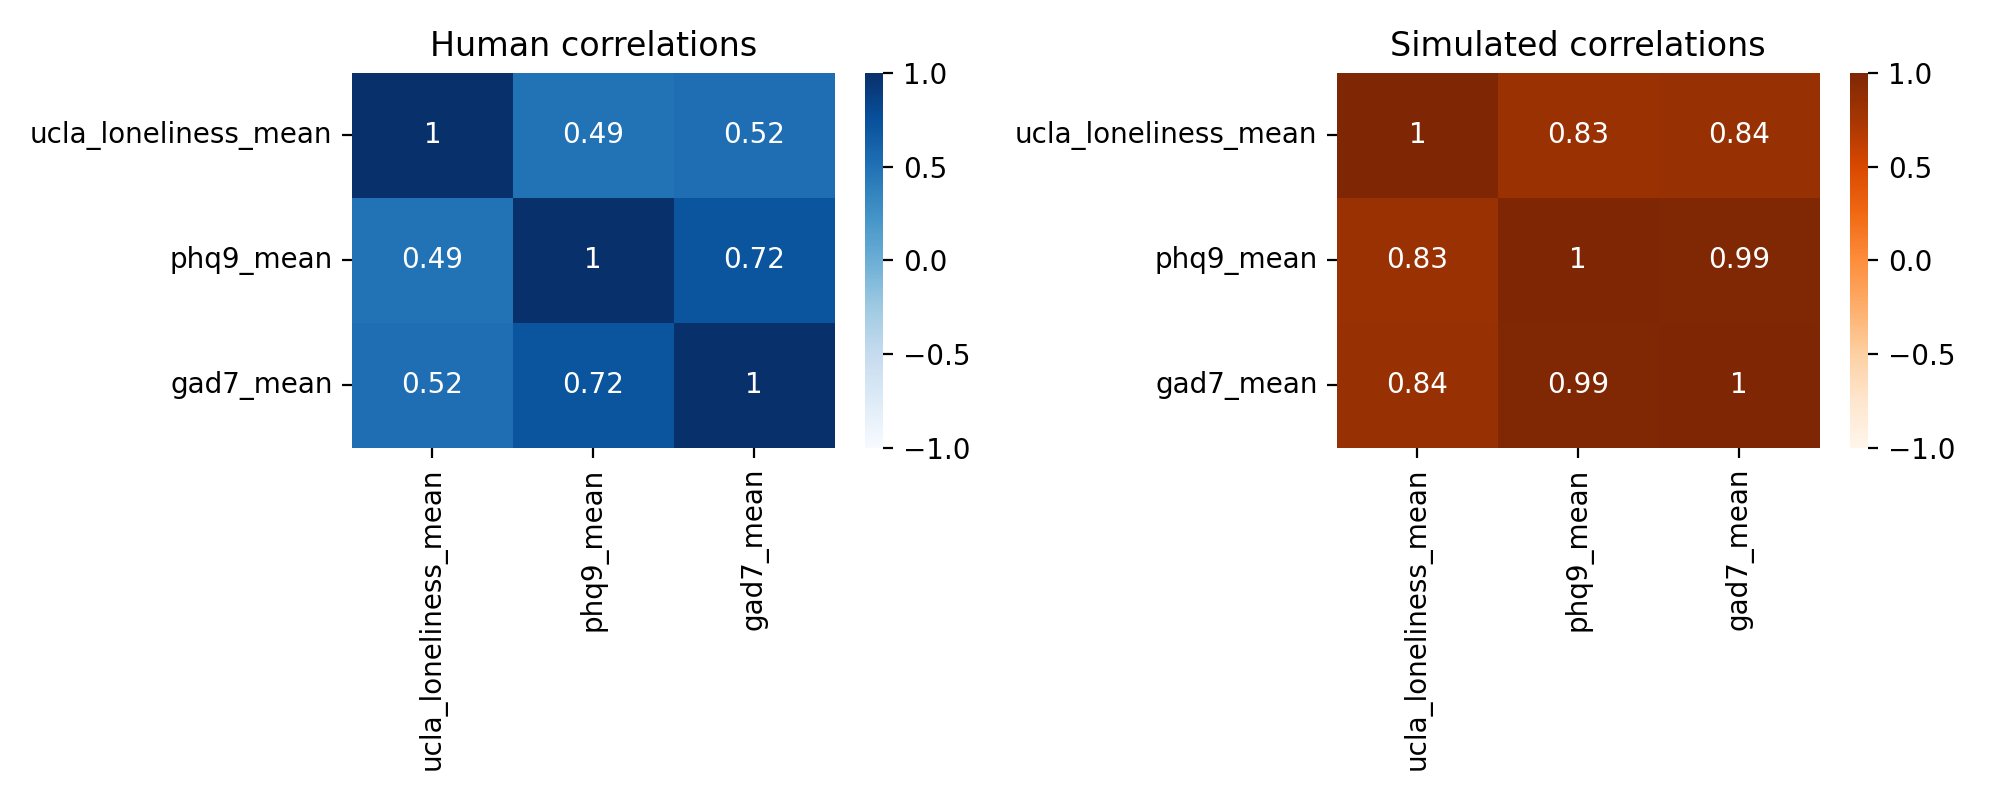 Human correlations
ucla_loneliness_mean
phq9_mean
gad7_mean
1 0.49 0.52
0.49 1 0.72
0.52 0.72 1
ucla_loneliness_mean
phq9_mean
gad7_mean
1.0
0.5
0.0
−0.5
−1.0
Simulated correlations
ucla_loneliness_mean
phq9_mean
gad7_mean
1 0.83 0.84
0.83 1 0.99
0.84 0.99 1
ucla_loneliness_mean
phq9_mean
gad7_mean
1.0
0.5
0.0
−0.5
−1.0